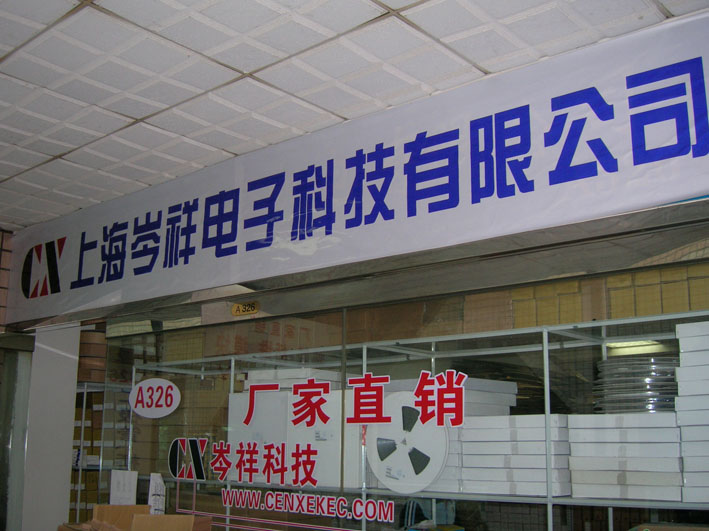 CX 上海岑祥电子科技有限公司
A326
A326
厂家直销
CX 岑祥科技
WWW.CENXEKEC.COM